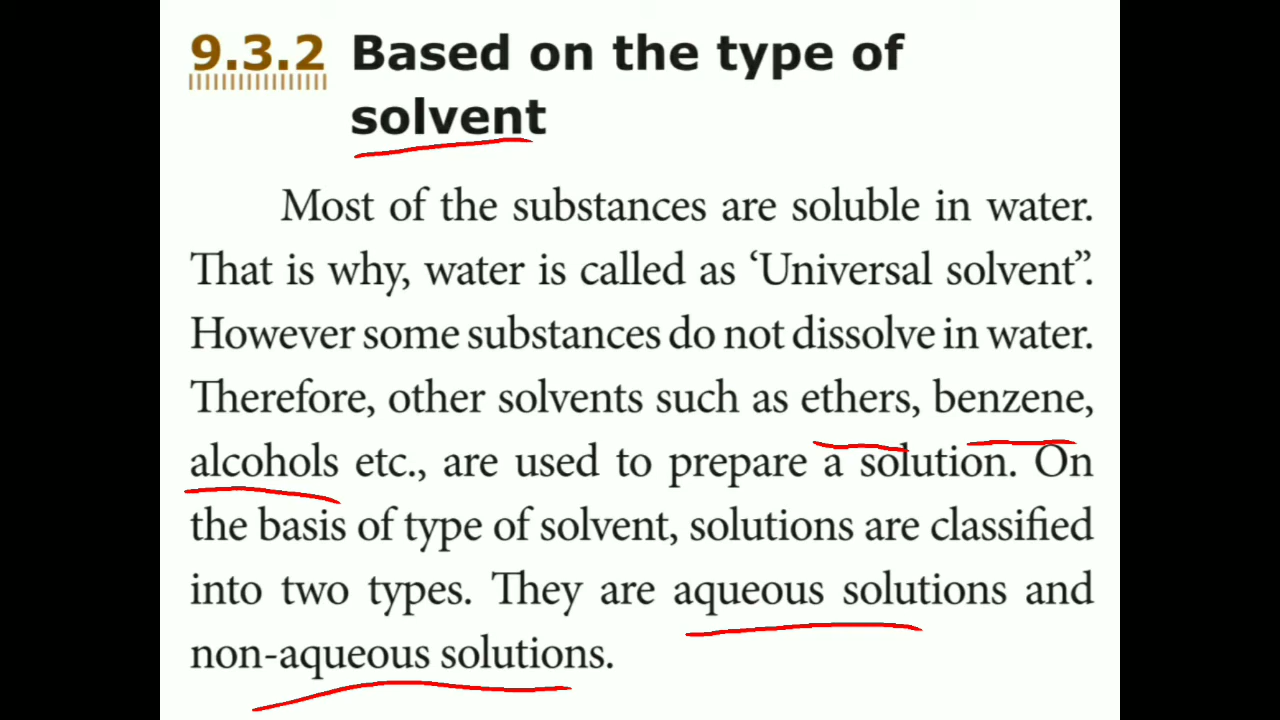 9.3.2 Based on the type of
solvent
Most of the substances are soluble in water.
That is why, water is called as ‘Universal solvent”.
However some substances do not dissolve in water.
Therefore, other solvents such as ethers, benzene,
alcohols etc., are used to prepare a solution. On
the basis of type of solvent, solutions are classified
into two types. They are aqueous solutions and
non-aqueous solutions.